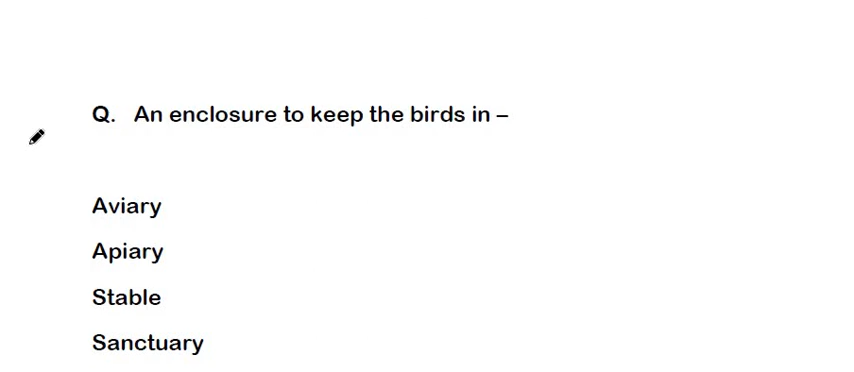 Q. An enclosure to keep the birds in –
Aviary
Apiary
Stable
Sanctuary